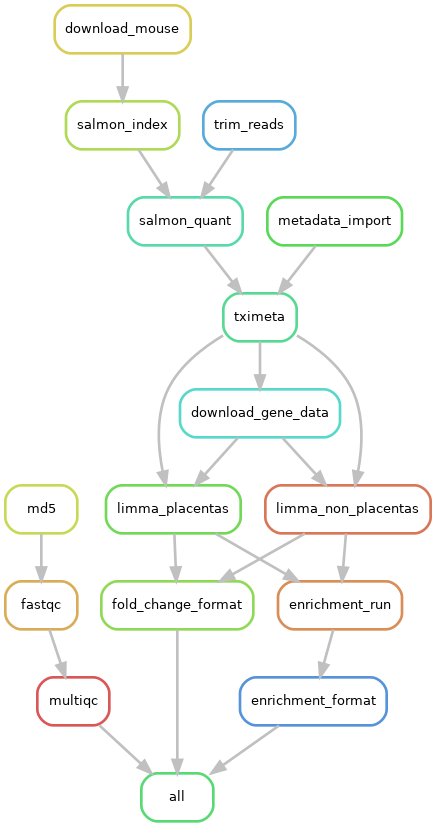 download_mouse
salmon_index
trim_reads
salmon_quant
metadata_import
tximeta
download_gene_data
md5
limma_placentas
limma_non_placentas
fastqc
fold_change_format
enrichment_run
multiqc
enrichment_format
all